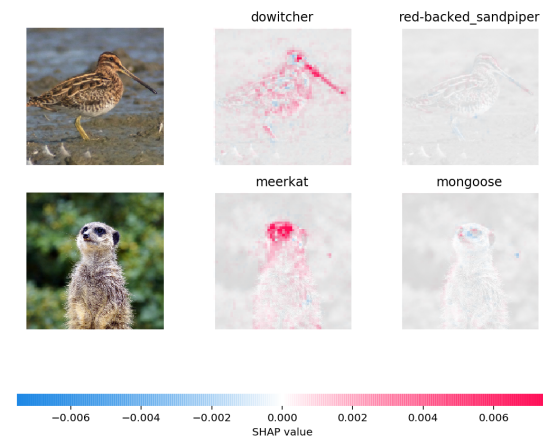 dowitcher
red-backed_sandpiper
meerkat
mongoose
−0.006 −0.004 −0.002 0.000 0.002 0.004 0.006
SHAP value